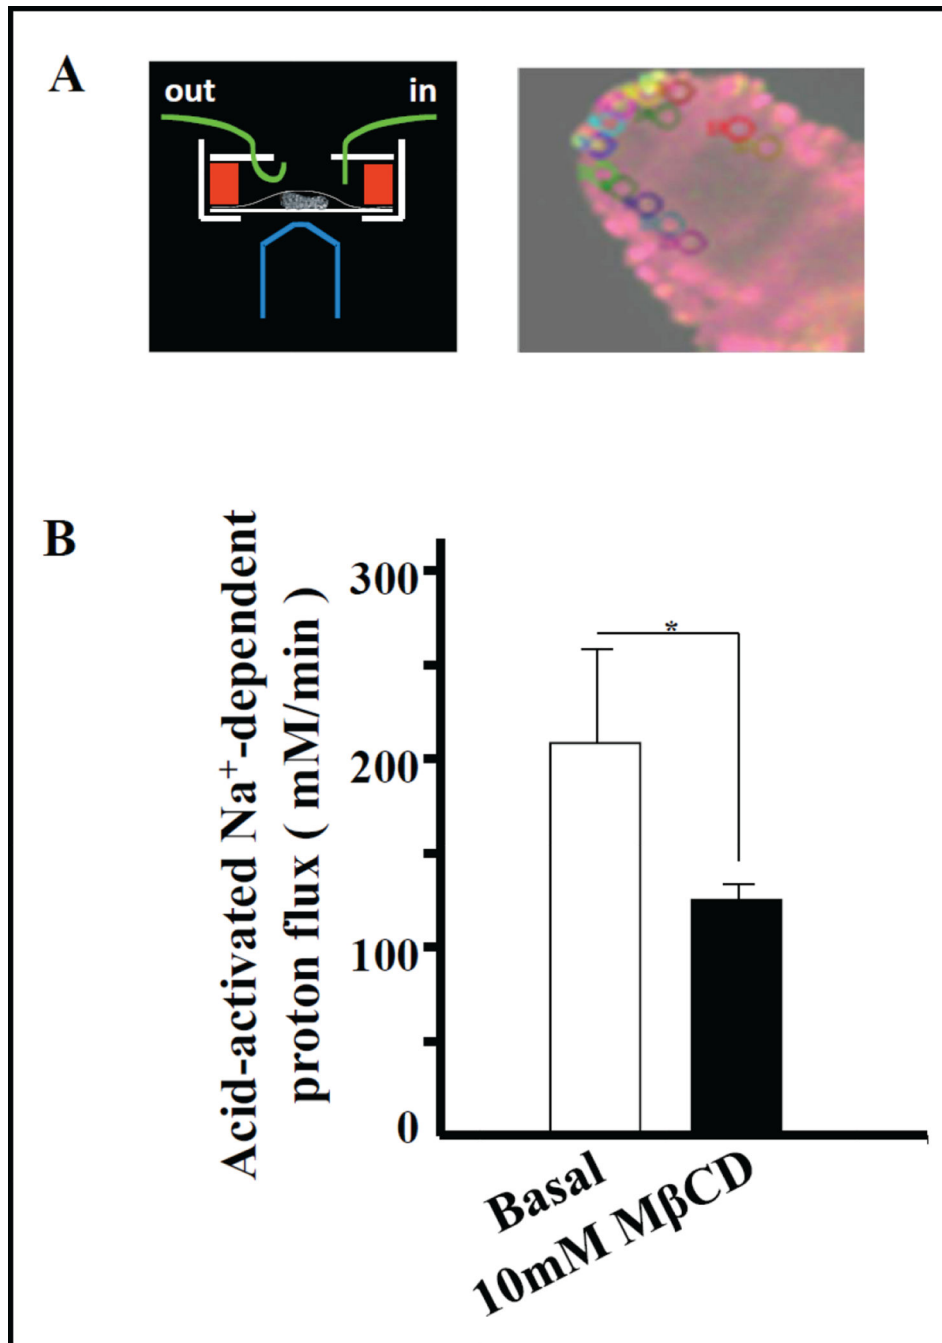 A
out
in
B
Acid-activated Na⁺-dependent
proton flux ( mM/min )
300
200
100
0
*
Basal
10mM MβCD